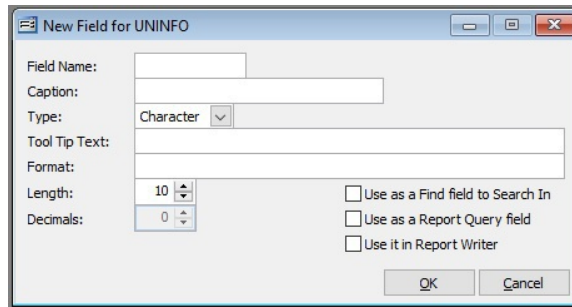 New Field for UNINFO
Field Name:
Caption:
Type: Character
Tool Tip Text:
Format:
Length: 10
Use as a Find field to Search In
Decimals: 0
Use as a Report Query field
Use it in Report Writer
OK Cancel